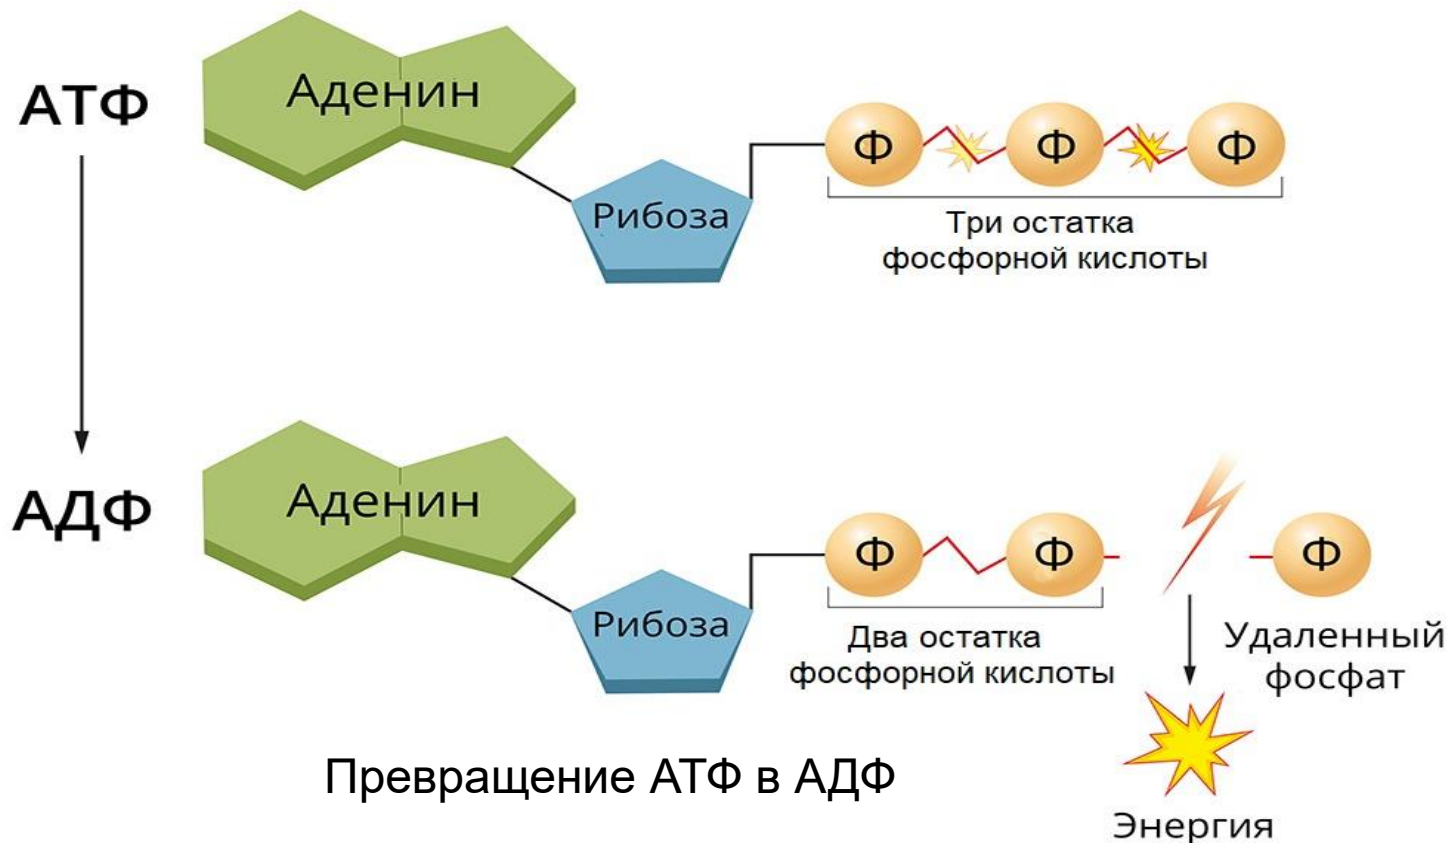 АТФ
Аденин
Рибоза
Ф
Ф
Ф
Три остатка
фосфорной кислоты
АДФ
Аденин
Рибоза
Ф
Ф
Ф
Два остатка
фосфорной кислоты
Удаленный
фосфат
Энергия
Превращение АТФ в АДФ